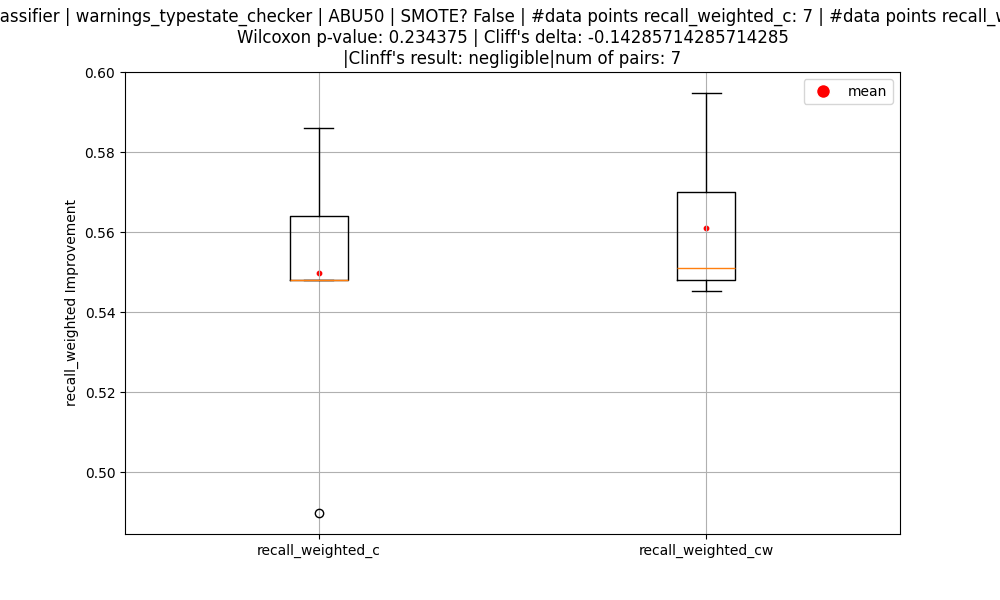 assifier | warnings_typestate_checker | ABU50 | SMOTE? False | #data points recall_weighted_c: 7 | #data points recall_w
Wilcoxon p-value: 0.234375 | Cliff's delta: -0.14285714285714285
|Clinff's result: negligible|num of pairs: 7
mean
0.60
0.58
0.56
0.54
0.52
0.50
recall_weighted Improvement
recall_weighted_c
recall_weighted_cw